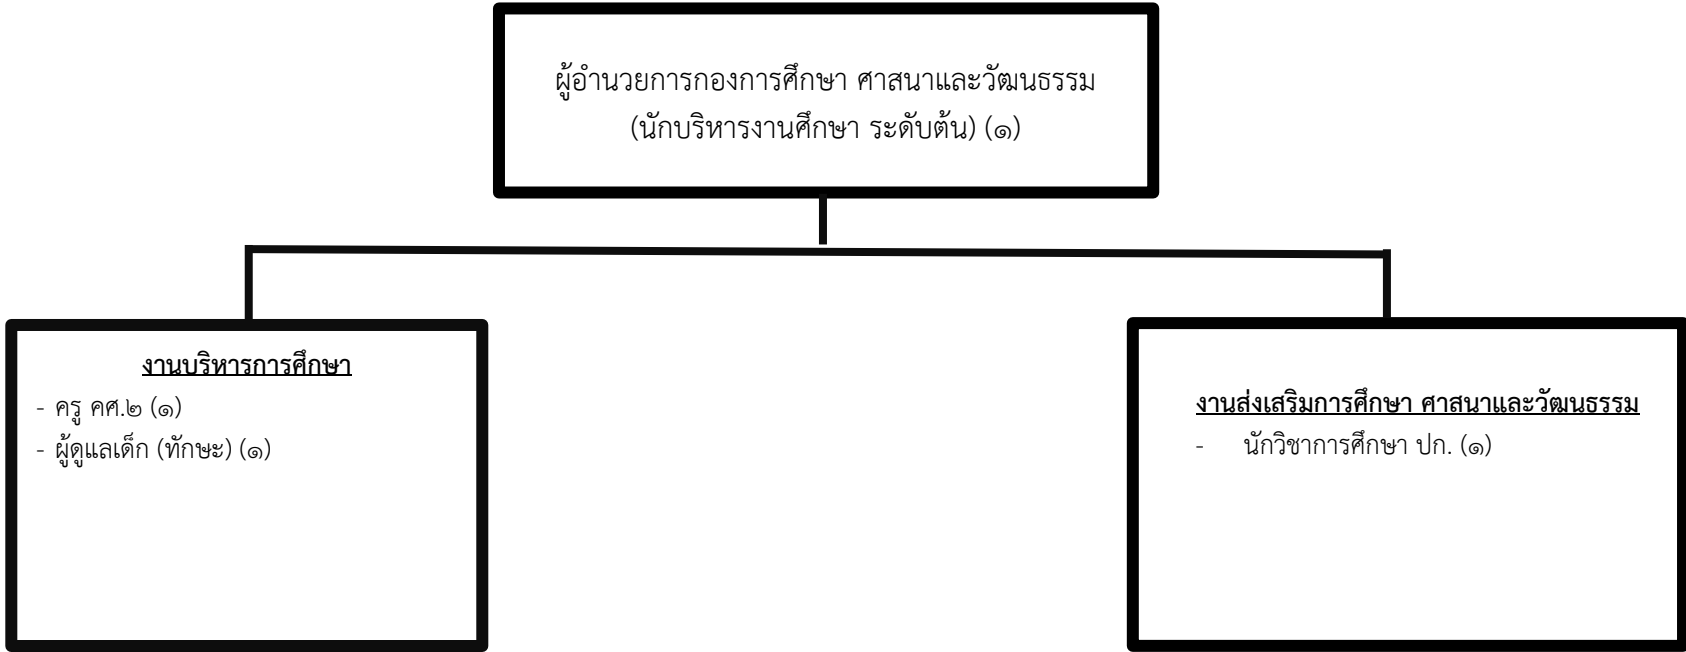 ผู้อำนวยการกองการศึกษา ศาสนาและวัฒนธรรม
(นักบริหารงานศึกษา ระดับต้น) (๑)
งานบริหารการศึกษา
- ครู คศ.๒ (๑)
- ผู้ดูแลเด็ก (ทักษะ) (๑)
งานส่งเสริมการศึกษา ศาสนาและวัฒนธรรม
- นักวิชาการศึกษา ปก. (๑)